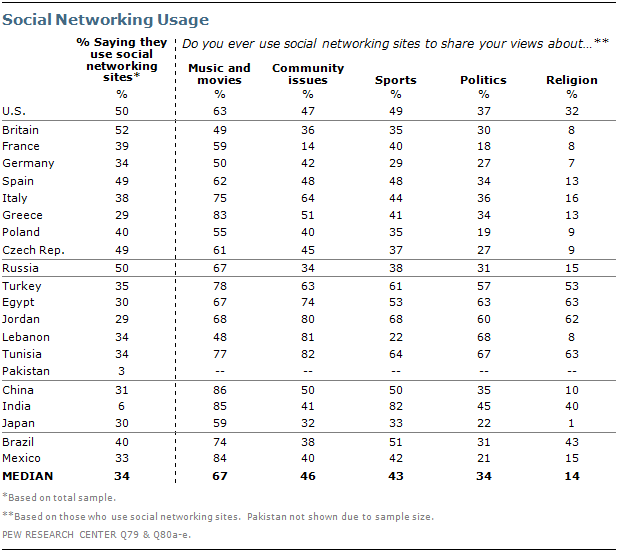 Social Networking Usage
% Saying they use social networking sites* Do you ever use social networking sites to share your views about…**
Music and movies Community issues Sports Politics Religion
% % % % % %
U.S. 50 63 47 49 37 32
Britain 52 49 36 35 30 8
France 39 59 14 40 18 8
Germany 34 50 42 29 27 7
Spain 49 62 48 48 34 13
Italy 38 75 64 44 36 16
Greece 29 83 51 41 34 13
Poland 40 55 40 35 19 9
Czech Rep. 49 61 45 37 27 9
Russia 50 67 34 38 31 15
Turkey 35 78 63 61 57 53
Egypt 30 67 74 53 63 63
Jordan 29 68 80 68 60 62
Lebanon 34 48 81 22 68 8
Tunisia 34 77 82 64 67 63
Pakistan 3 -- -- -- -- --
China 31 86 50 50 35 10
India 6 85 41 82 45 40
Japan 30 59 32 33 22 1
Brazil 40 74 38 51 31 43
Mexico 33 84 40 42 21 15
MEDIAN 34 67 46 43 34 14
*Based on total sample.
**Based on those who use social networking sites. Pakistan not shown due to sample size.
PEW RESEARCH CENTER Q79 & Q80a-e.